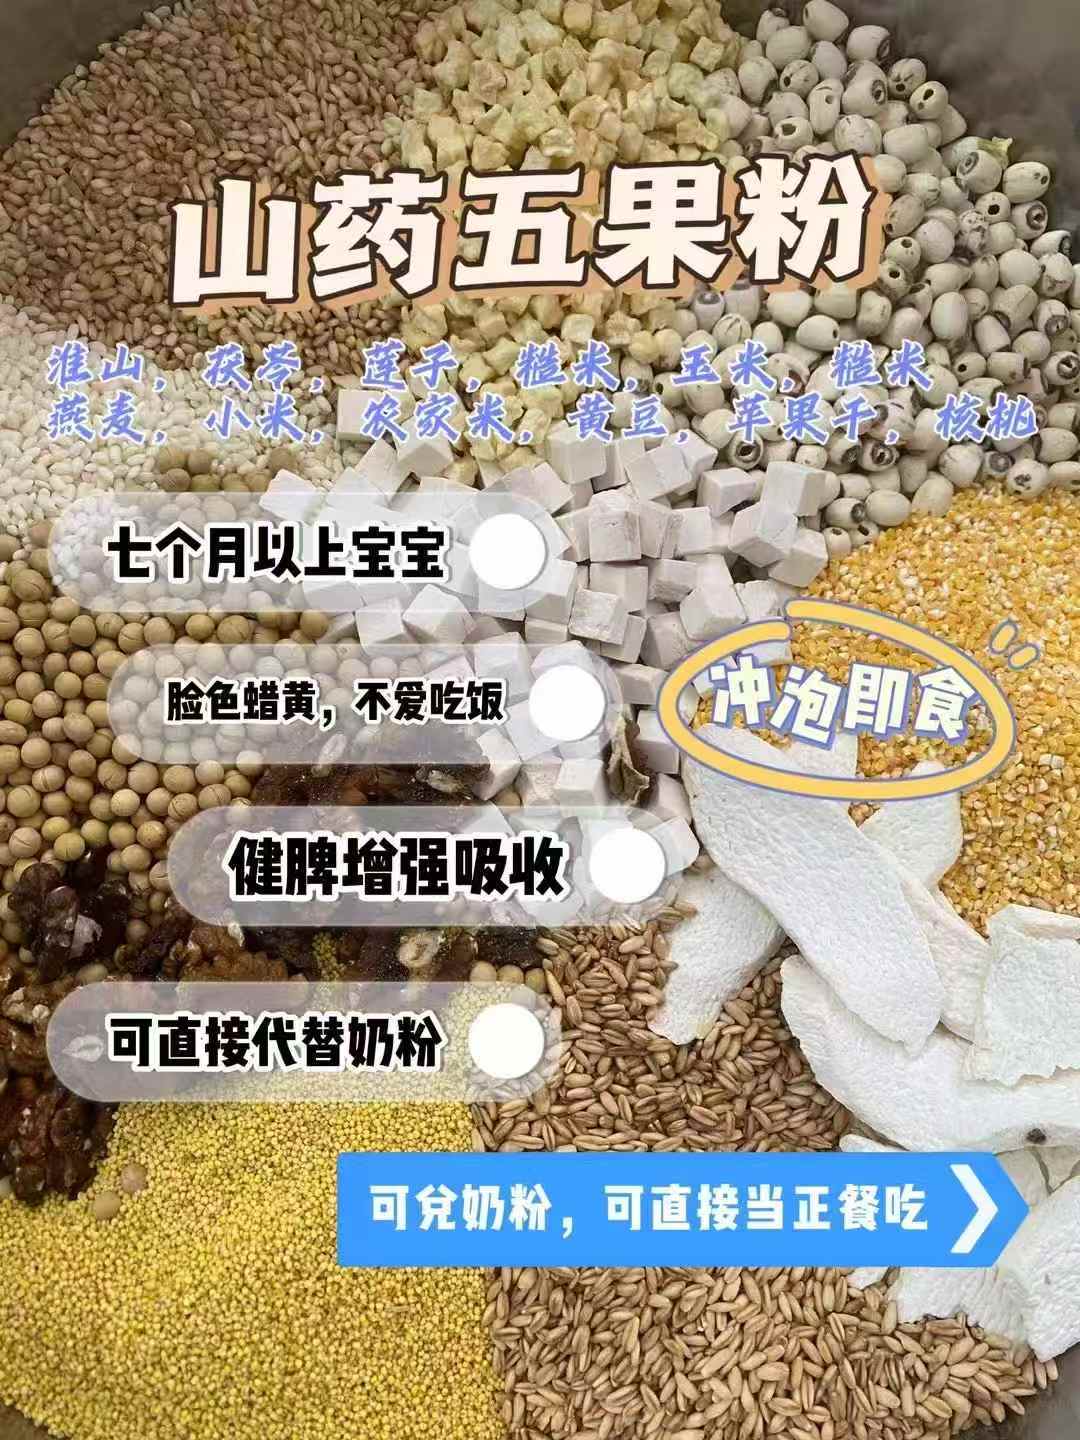 山药五果粉
淮山，茯苓，莲子，糙米，玉米，糙米
燕麦，小米，农家米，黄豆，苹果干，核桃
七个月以上宝宝
脸色蜡黄，不爱吃饭
冲泡即食
健脾增强吸收
可直接代替奶粉
可兌奶粉，可直接当正餐吃